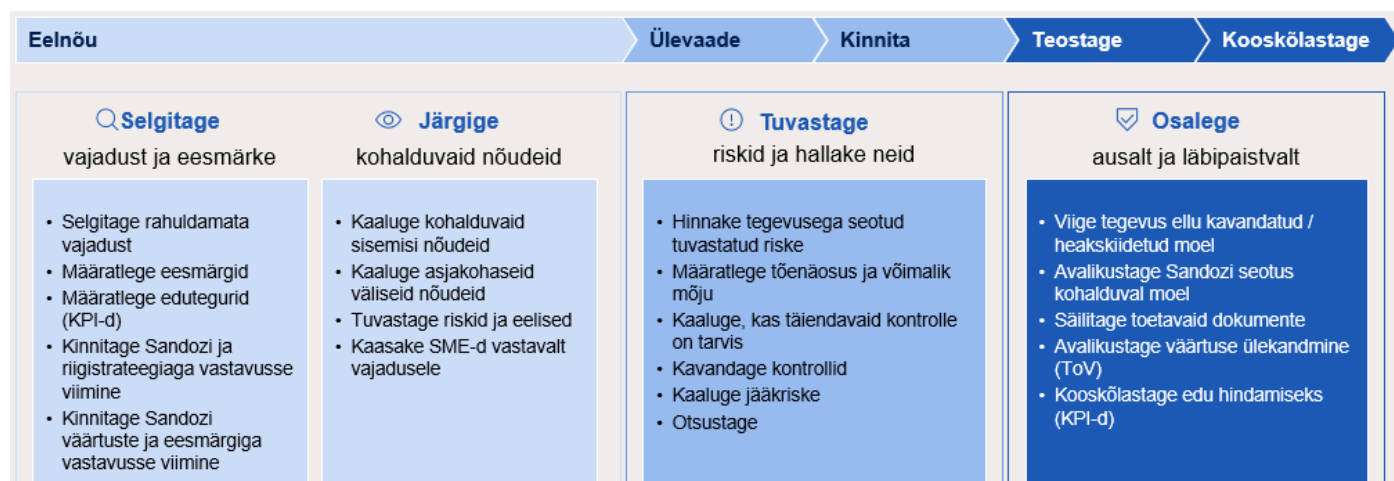 Eelnõu
Ülevaade
Kinnita
Teostage
Kooskõlastage
Selgitage
vajadust ja eesmärke
• Selgitage rahuldamata
vajadust
• Määratlege eesmärgid
• Määratlege edutegurid
(KPI-d)
• Kinnitage Sandozi ja
riigistrateegiaga vastavusse
viimine
• Kinnitage Sandozi
väärtuste ja eesmärgiga
vastavusse viimine
Järgige
kohalduvaid nõudeid
• Kaaluge kohalduvaid
sisemisi nõudeid
• Kaaluge asjakohaseid
väliseid nõudeid
• Tuvastage riskid ja eelised
• Kaasake SME-d vastavalt
vajadusele
Tuvastage
riskid ja hallake neid
• Hinnake tegevusega seotud
tuvastatud riske
• Määratlege tõenäosus ja võimalik
mõju
• Kaaluge, kas täiendavaid kontrolle
on tarvis
• Kavandage kontrollid
• Kaaluge jääkriske
• Otsustage
Osalege
ausalt ja läbipaistvalt
• Viige tegevus ellu kavandatud /
heakskiidetud moel
• Avalikustage Sandozi seotus
kohalduval moel
• Säilitage toetavaid dokumente
• Avalikustage väärtuse ülekandmine
(ToV)
• Kooskõlastage edu hindamiseks
(KPI-d)